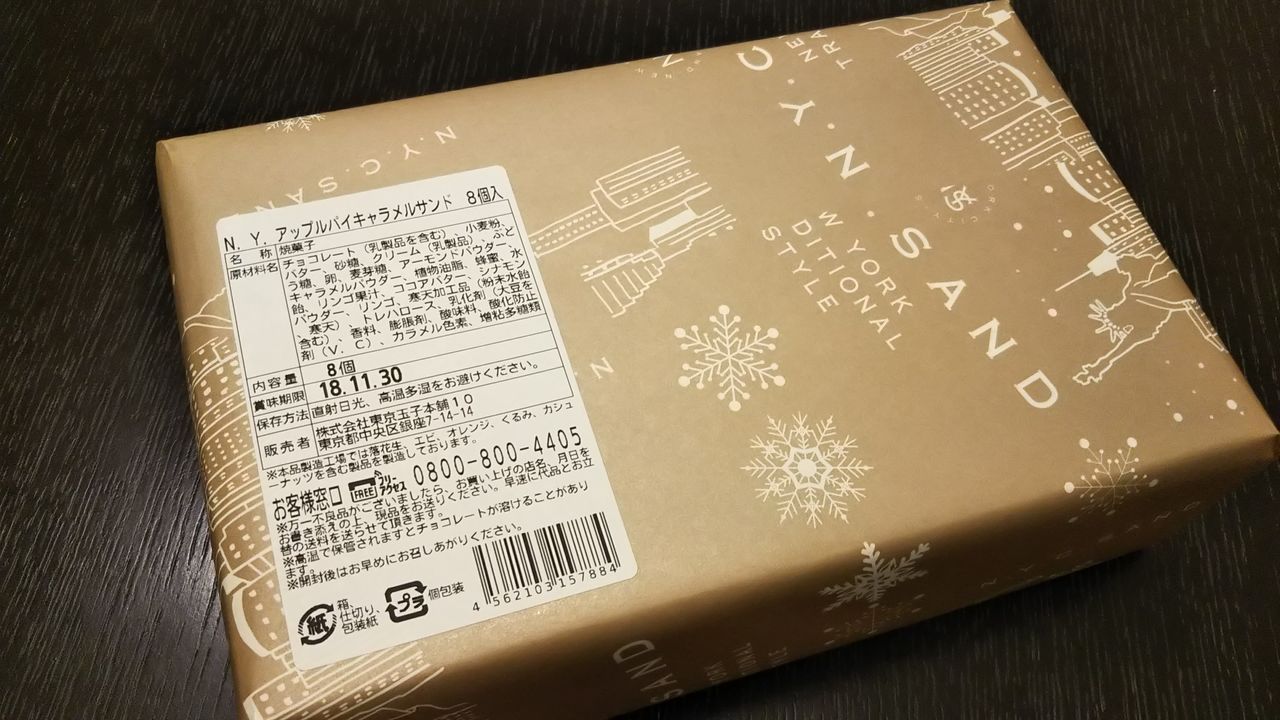 N. Y. アップルパイキャラメルサンド 8個入
名 称 焼菓子
原材料名 チョコレート（乳製品を含む）、小麦粉、
バター、砂糖、クリーム（乳製品）、ぶど
う糖、卵、麦芽糖、アーモンドパウダー、
キャラメルパウダー、植物油脂、蜂蜜、水
飴、リンゴ果汁、ココアバター、シナモン
パウダー、リンゴ、寒天加工品（粉末水飴、
寒天）、トレハロース、乳化剤（大豆を
含む）、香料、膨脹剤、酸味料、酸化防止
剤（V．C）、カラメル色素、増粘多糖類
内容量 8個
賞味期限 18.11.30
保存方法 直射日光、高温多湿をお避けください。
販売者 株式会社東京玉子本舗１０
東京都中央区銀座7-14-14
※本品製造工場では落花生、エビ、オレンジ、くるみ、カシュ
ーナッツを含む製品を製造しております。
お客様窓口 FREE フリーアクセス 0800-800-4405
※万一不良品がございましたら、お買い上げの店名、月日を
お書き添えの上、現品をお送りください。早速に代品とお立
替の送料を送らせて頂きます。
※高温で保管されますとチョコレートが溶けることがあり
ます。
※開封後はお早めにお召しあがりください。
紙 箱、仕切り、包装紙
プラ 個包装
4 562103 157884
N.Y.C.SAND
W YORK
DITIONAL
STYLE
N.Y.C.SAN
SAND